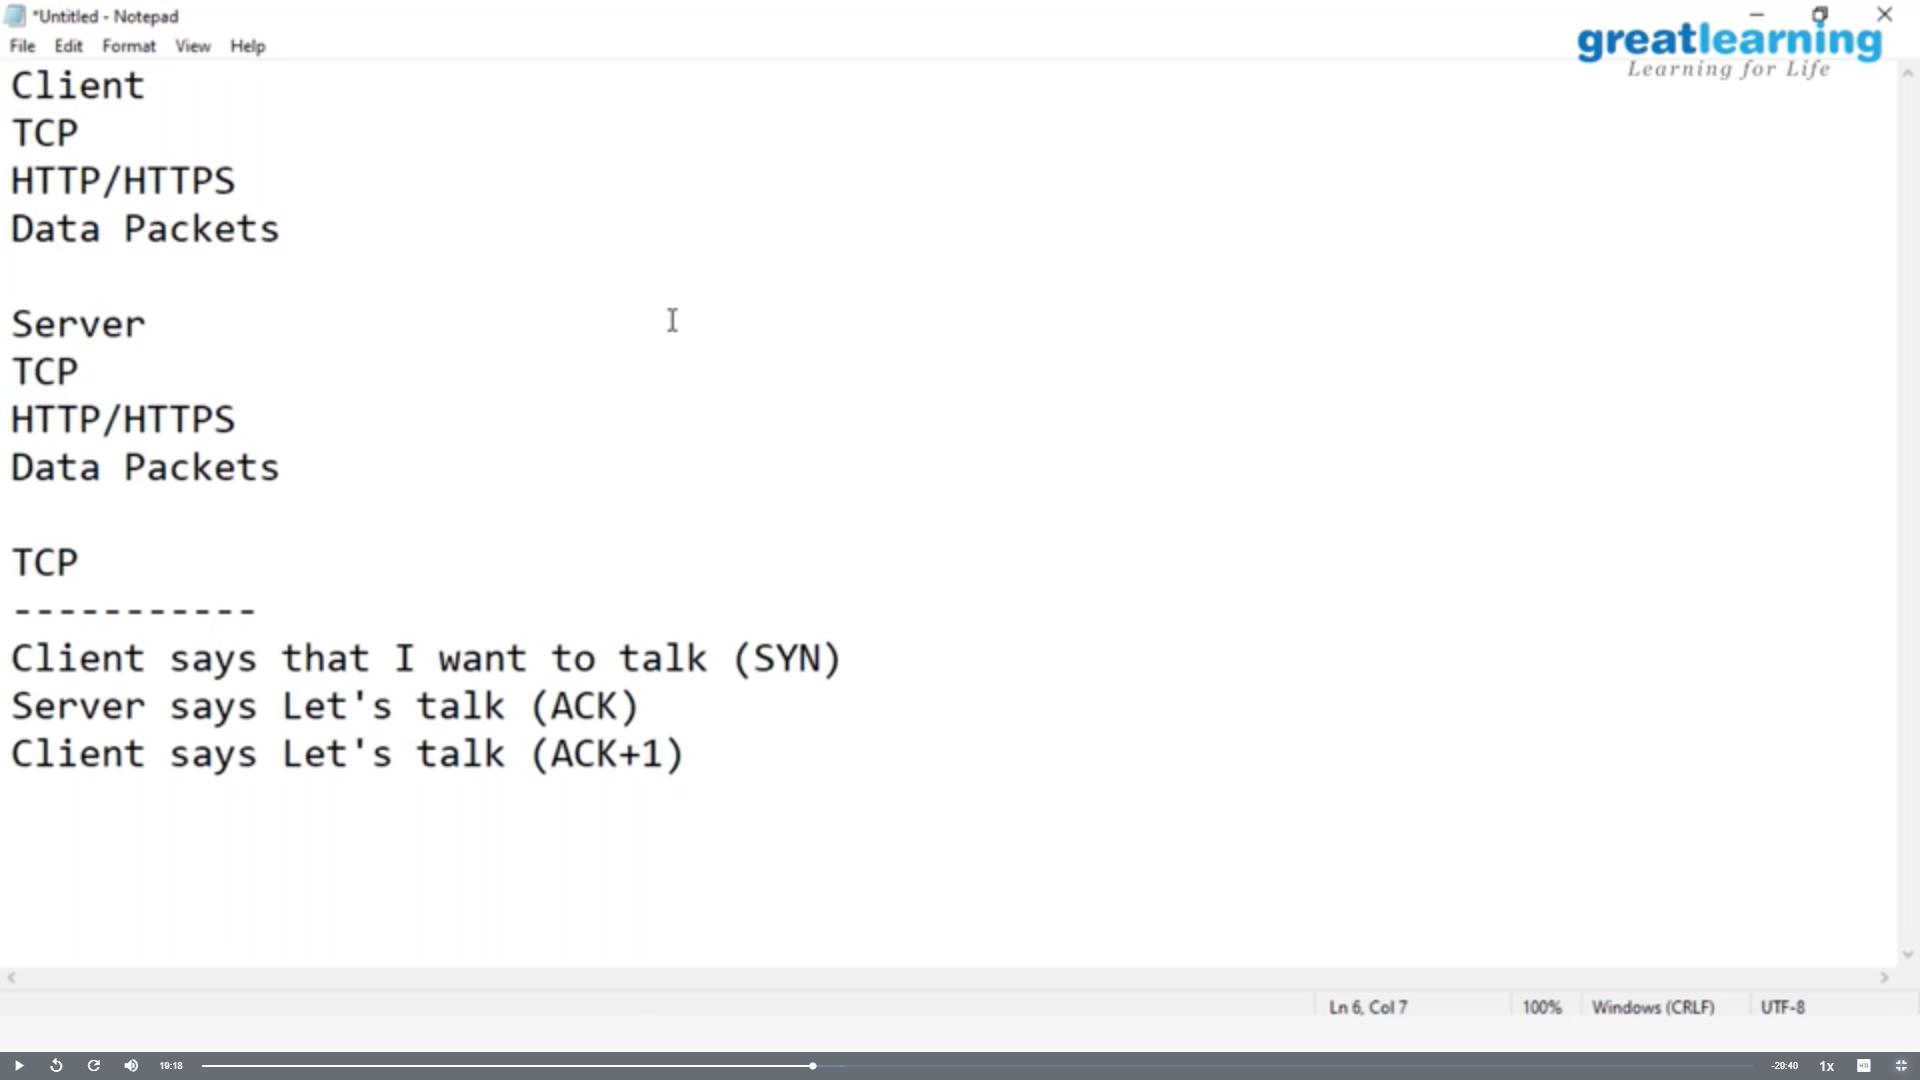 *Untitled - Notepad
File Edit Format View Help
greatlearning
Learning for Life
Client
TCP
HTTP/HTTPS
Data Packets
Server
TCP
HTTP/HTTPS
Data Packets
TCP
-----------
Client says that I want to talk (SYN)
Server says Let's talk (ACK)
Client says Let's talk (ACK+1)
Ln 6, Col 7 100% Windows (CRLF) UTF-8
19:18 -29:40 1x HD